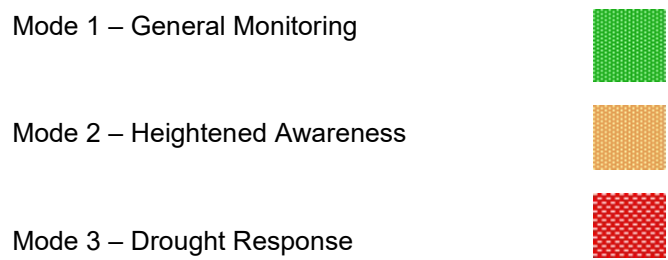 Mode 1 – General Monitoring
Mode 2 – Heightened Awareness
Mode 3 – Drought Response